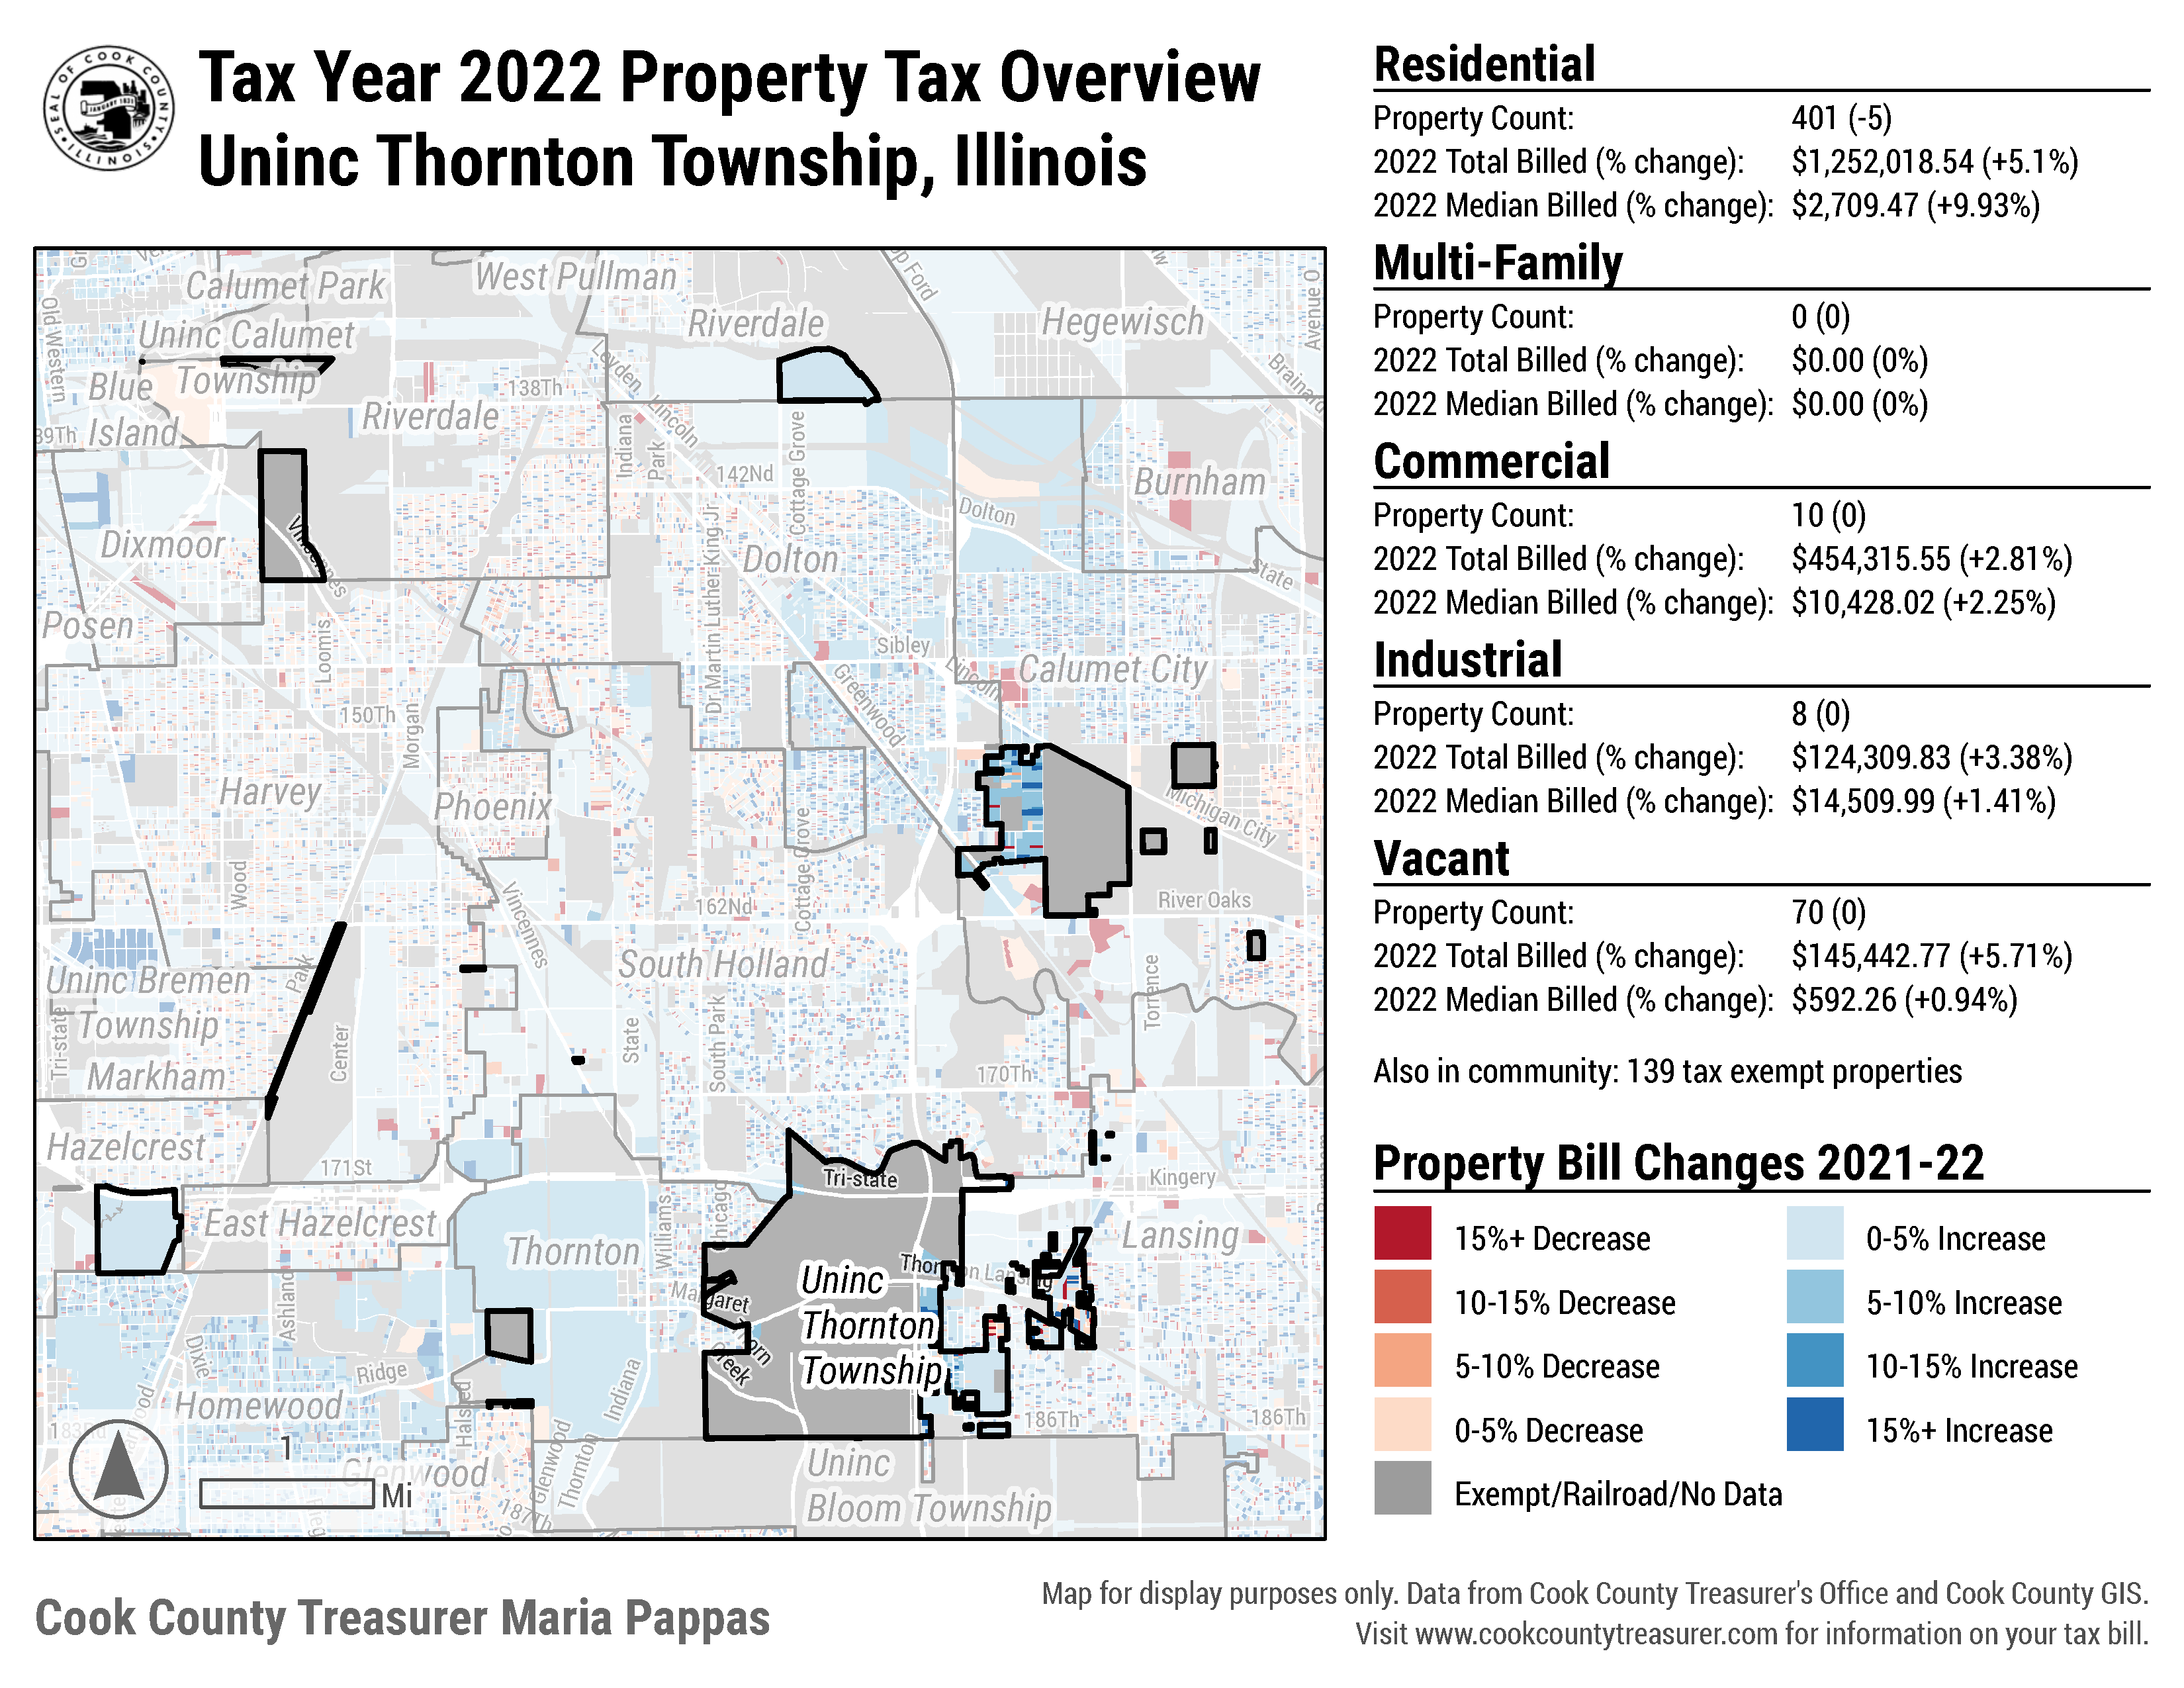 SEAL OF COOK COUNTY
ILLINOIS
JANUARY 1831
Tax Year 2022 Property Tax Overview
Uninc Thornton Township, Illinois
Residential
Property Count: 401 (-5)
2022 Total Billed (% change): $1,252,018.54 (+5.1%)
2022 Median Billed (% change): $2,709.47 (+9.93%)
Multi-Family
Property Count: 0 (0)
2022 Total Billed (% change): $0.00 (0%)
2022 Median Billed (% change): $0.00 (0%)
Commercial
Property Count: 10 (0)
2022 Total Billed (% change): $454,315.55 (+2.81%)
2022 Median Billed (% change): $10,428.02 (+2.25%)
Industrial
Property Count: 8 (0)
2022 Total Billed (% change): $124,309.83 (+3.38%)
2022 Median Billed (% change): $14,509.99 (+1.41%)
Vacant
Property Count: 70 (0)
2022 Total Billed (% change): $145,442.77 (+5.71%)
2022 Median Billed (% change): $592.26 (+0.94%)
Also in community: 139 tax exempt properties
Property Bill Changes 2021-22
15%+ Decrease
0-5% Increase
10-15% Decrease
5-10% Increase
5-10% Decrease
10-15% Increase
0-5% Decrease
15%+ Increase
Exempt/Railroad/No Data
Calumet Park
West Pullman
Riverdale
Hegewisch
Avenue O
Old Western
Uninc Calumet
Township
Blue
Island
Riverdale
138Th
Leyden
Lincoln
Brainard
39Th
Indiana
Park
142Nd
Cottage Grove
Burnham
Dolton
Dixmoor
Vincennes
Dolton
State
Posen
Loomis
Dr Martin Luther King Jr
Sibley
Lincoln
Calumet City
Greenwood
150Th
Morgan
Harvey
Phoenix
Michigan City
Cottage Grove
Wood
162Nd
River Oaks
Vincennes
South Holland
Uninc Bremen
Township
Park
Torrence
Tri-state
Center
State
South Park
Markham
170Th
Hazelcrest
171St
Tri-state
Kingery
East Hazelcrest
Thornton
Williams
Chicago
Lansing
Thornton Lansing
Uninc
Thornton
Township
Margaret
Thorn
Creek
Ashland
Dixie
Ridge
Homewood
Halsted
Indiana
186Th
186Th
183Rd
Glenwood
Glenwood
Thornton
187Th
Uninc
Bloom Township
1
Mi
Cook County Treasurer Maria Pappas
Map for display purposes only. Data from Cook County Treasurer's Office and Cook County GIS.
Visit www.cookcountytreasurer.com for information on your tax bill.